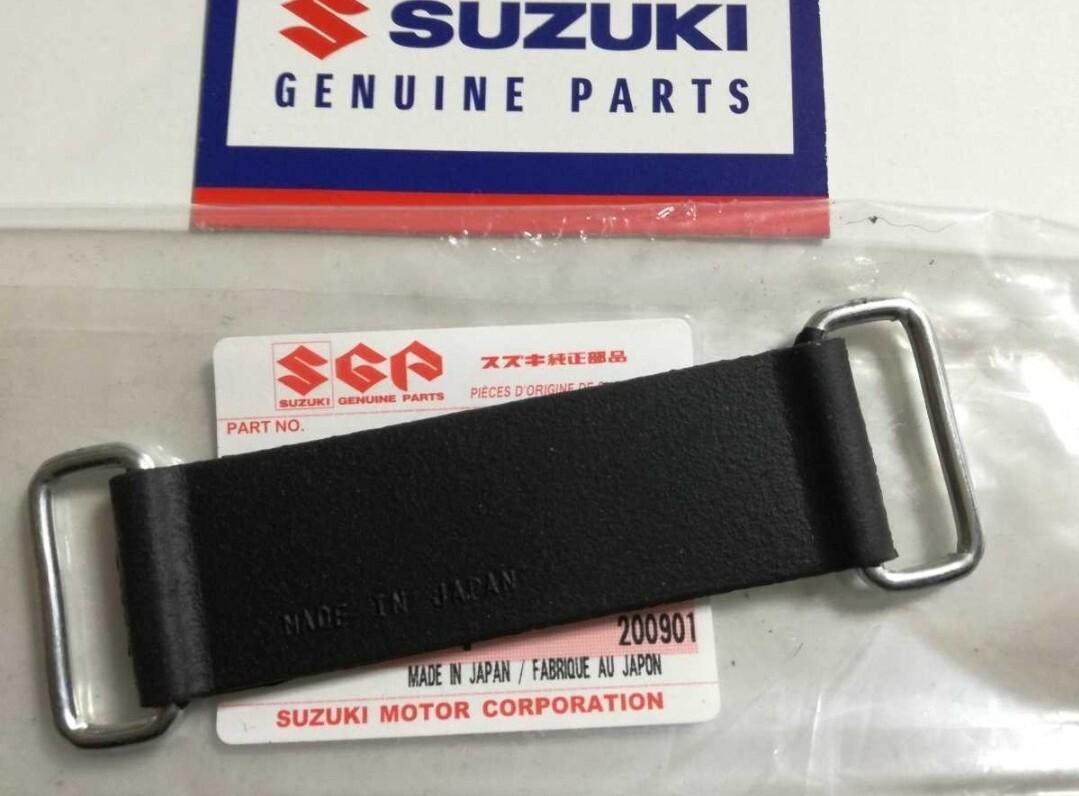 SUZUKI
GENUINE PARTS
SGP
スズキ純正部品
SUZUKI GENUINE PARTS
PIÈCES D'ORIGINE DE
PART NO.
MADE IN JAPAN
200901
MADE IN JAPAN / FABRIQUE AU JAPON
SUZUKI MOTOR CORPORATION